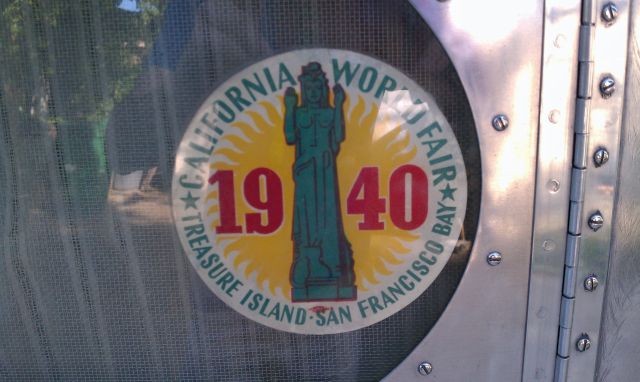 CALIFORNIA WORLD FAIR
1940
TREASURE ISLAND · SAN FRANCISCO BAY